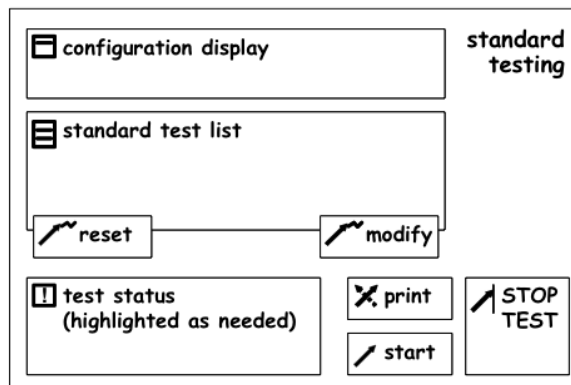 configuration display
standard
testing
standard test list
reset
modify
! test status
(highlighted as needed)
print
STOP
TEST
start